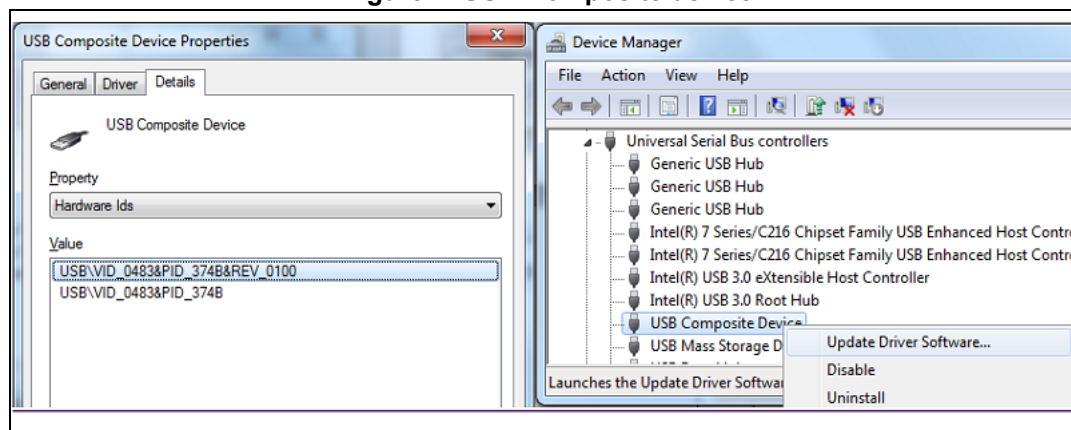 USB Composite Device Properties
General Driver Details
USB Composite Device
Property
Hardware Ids
Value
USB\VID_0483&PID_374B&REV_0100
USB\VID_0483&PID_374B
Device Manager
File Action View Help
Universal Serial Bus controllers
Generic USB Hub
Generic USB Hub
Generic USB Hub
Intel(R) 7 Series/C216 Chipset Family USB Enhanced Host Contr
Intel(R) 7 Series/C216 Chipset Family USB Enhanced Host Contr
Intel(R) USB 3.0 eXtensible Host Controller
Intel(R) USB 3.0 Root Hub
USB Composite Device
USB Mass Storage D
Launches the Update Driver Softwar
Update Driver Software...
Disable
Uninstall